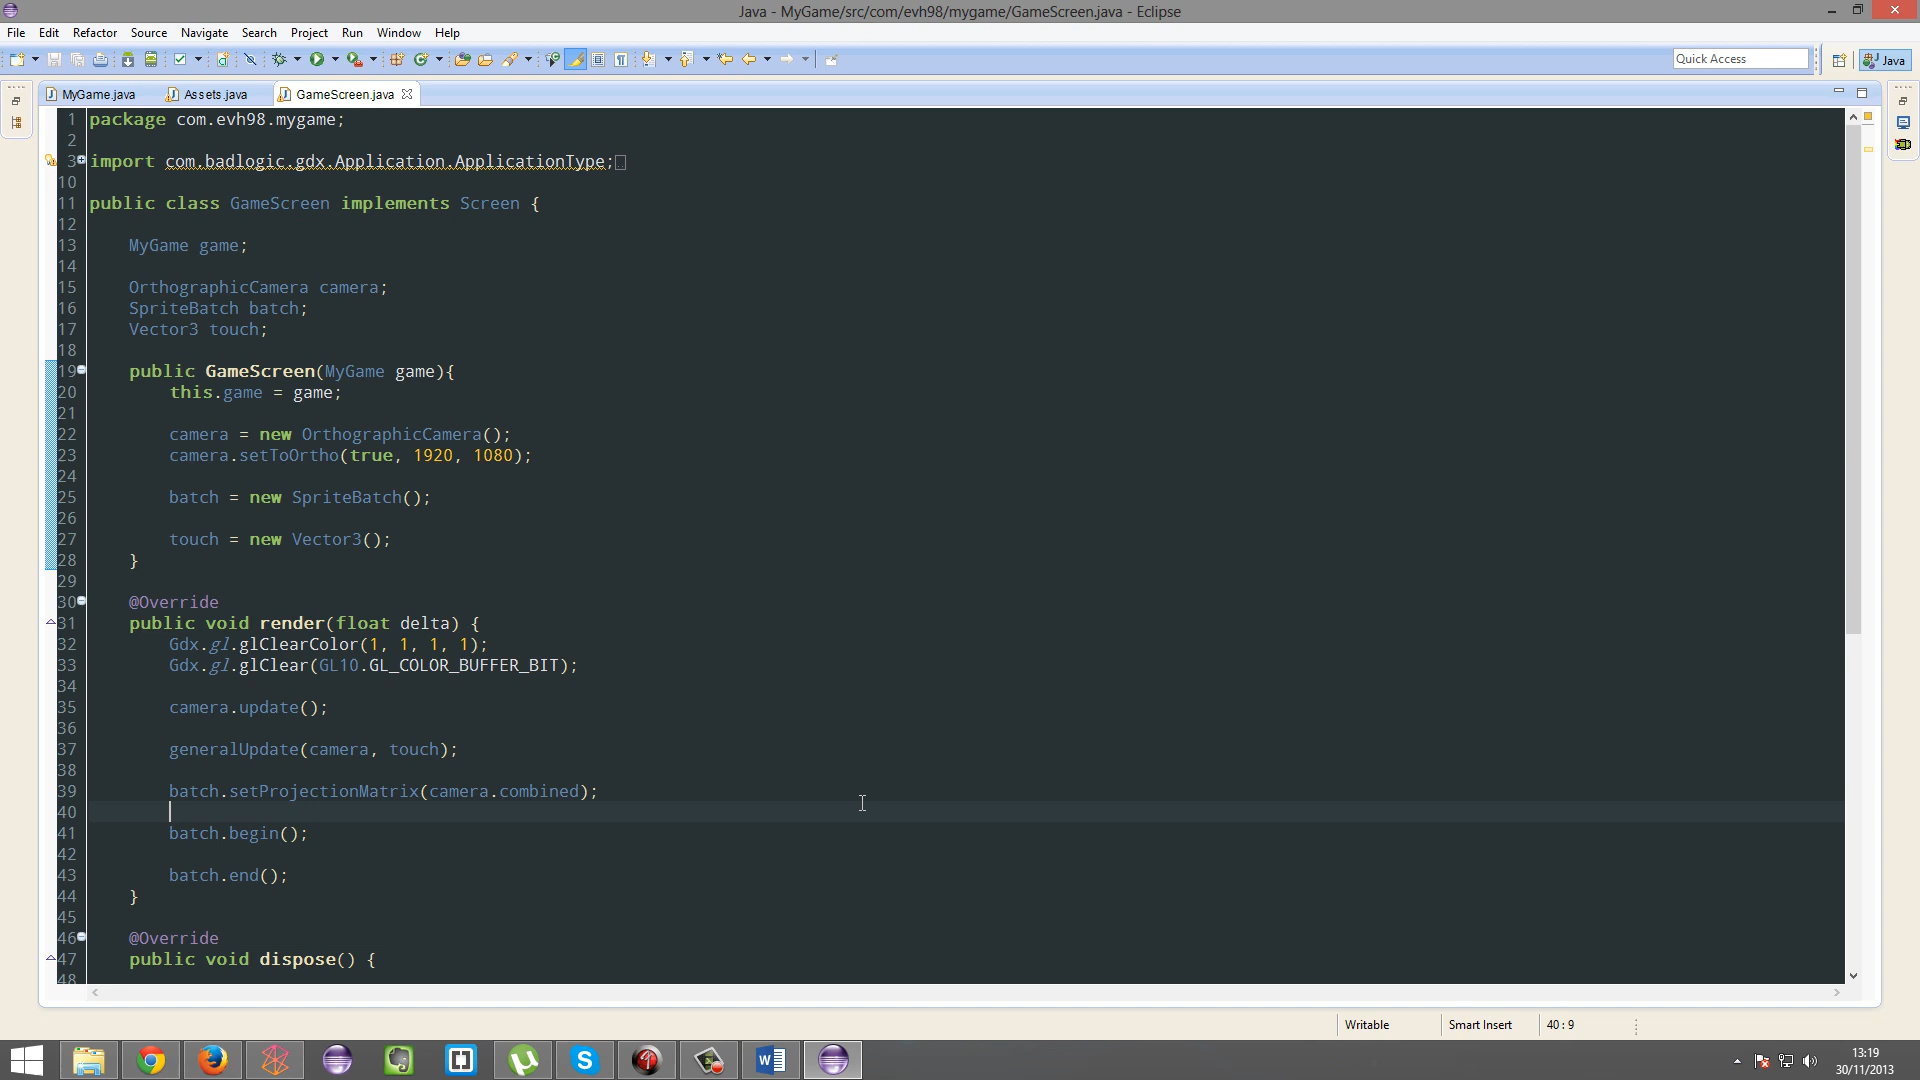 Java - MyGame/src/com/evh98/mygame/GameScreen.java - Eclipse
File Edit Refactor Source Navigate Search Project Run Window Help
Quick Access
Java
MyGame.java Assets.java GameScreen.java
1 package com.evh98.mygame;
2
3 import com.badlogic.gdx.Application.ApplicationType;
10
11 public class GameScreen implements Screen {
12
13 MyGame game;
14
15 OrthographicCamera camera;
16 SpriteBatch batch;
17 Vector3 touch;
18
19 public GameScreen(MyGame game){
20 this.game = game;
21
22 camera = new OrthographicCamera();
23 camera.setToOrtho(true, 1920, 1080);
24
25 batch = new SpriteBatch();
26
27 touch = new Vector3();
28 }
29
30 @Override
31 public void render(float delta) {
32 Gdx.gl.glClearColor(1, 1, 1, 1);
33 Gdx.gl.glClear(GL10.GL_COLOR_BUFFER_BIT);
34
35 camera.update();
36
37 generalUpdate(camera, touch);
38
39 batch.setProjectionMatrix(camera.combined);
40
41 batch.begin();
42
43 batch.end();
44 }
45
46 @Override
47 public void dispose() {
48
Writable Smart Insert 40 : 9
13:19
30/11/2013